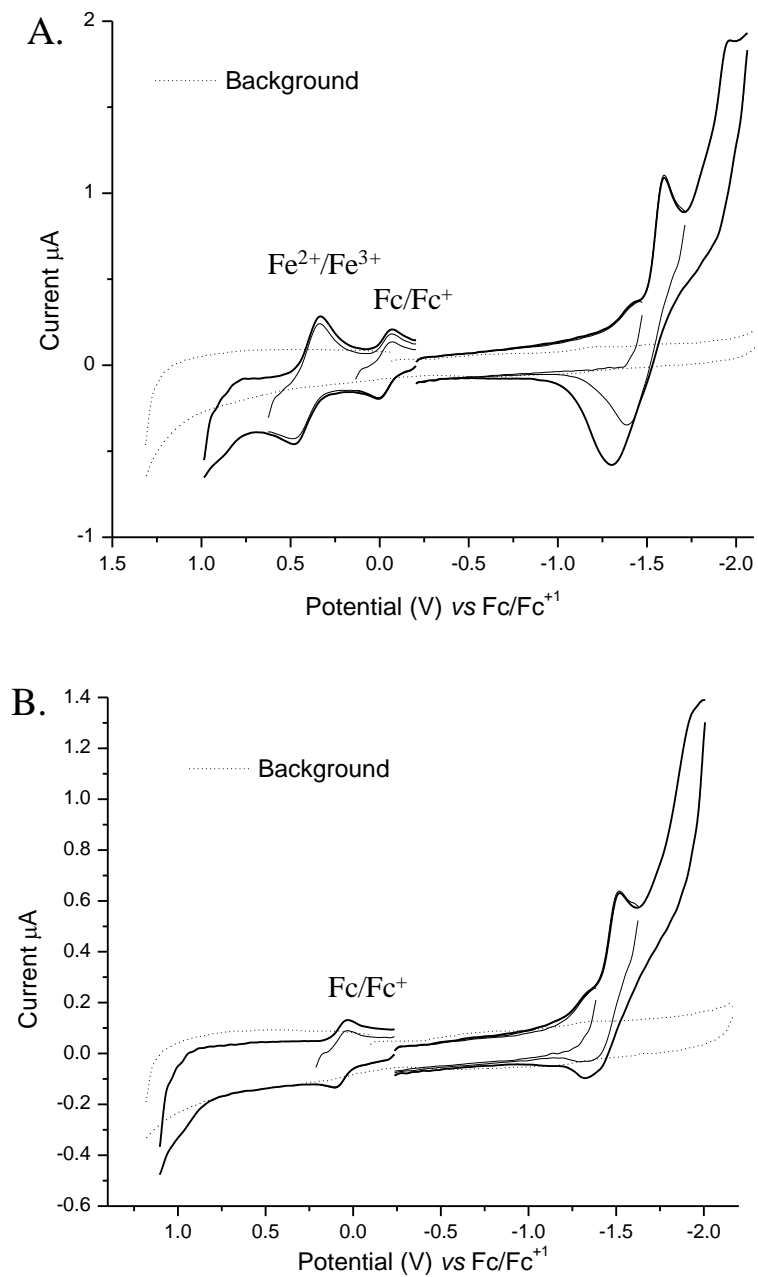 A.
Background
Fe²⁺/Fe³⁺
Fc/Fc⁺
Current μA
2
1
0
-1
1.5 1.0 0.5 0.0 -0.5 -1.0 -1.5 -2.0
Potential (V) vs Fc/Fc⁺¹
B.
Background
Fc/Fc⁺
Current μA
1.4
1.2
1.0
0.8
0.6
0.4
0.2
0.0
-0.2
-0.4
-0.6
1.0 0.5 0.0 -0.5 -1.0 -1.5 -2.0
Potential (V) vs Fc/Fc⁺¹